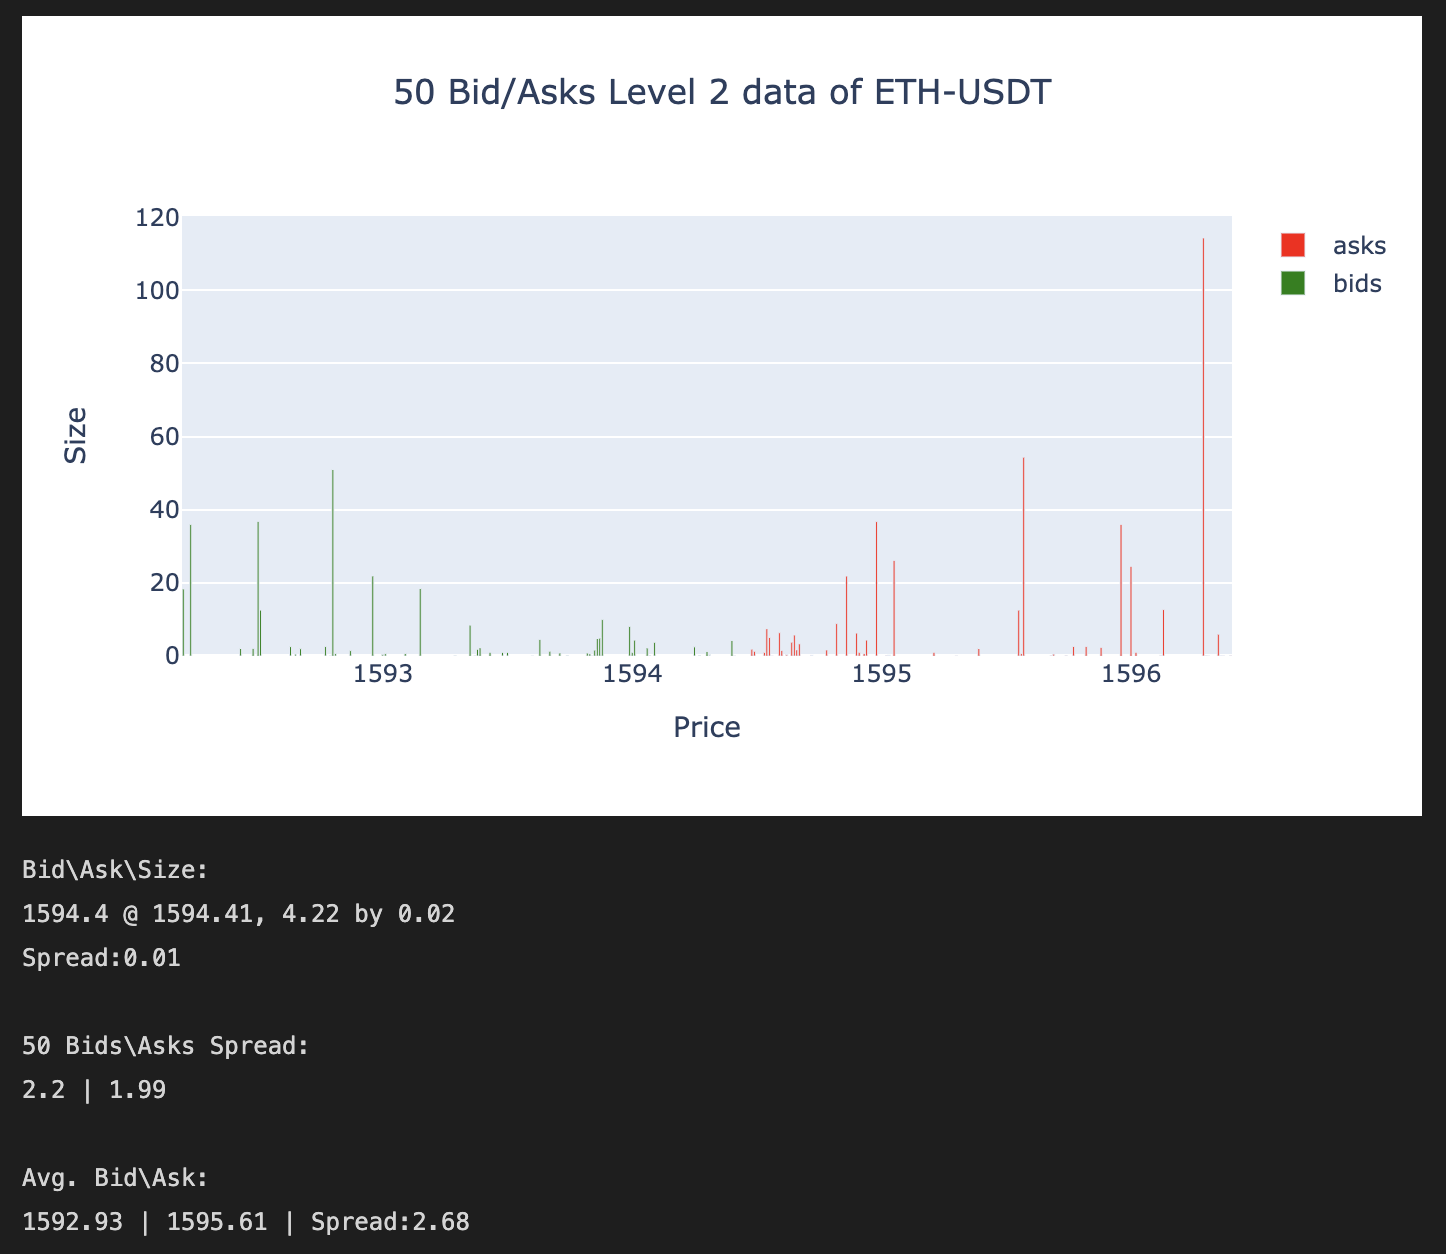 50 Bid/Asks Level 2 data of ETH-USDT
120
100
80
60
40
20
0
Size
asks
bids
1593 1594 1595 1596
Price
Bid\Ask\Size:
1594.4 @ 1594.41, 4.22 by 0.02
Spread:0.01
50 Bids\Asks Spread:
2.2 | 1.99
Avg. Bid\Ask:
1592.93 | 1595.61 | Spread:2.68